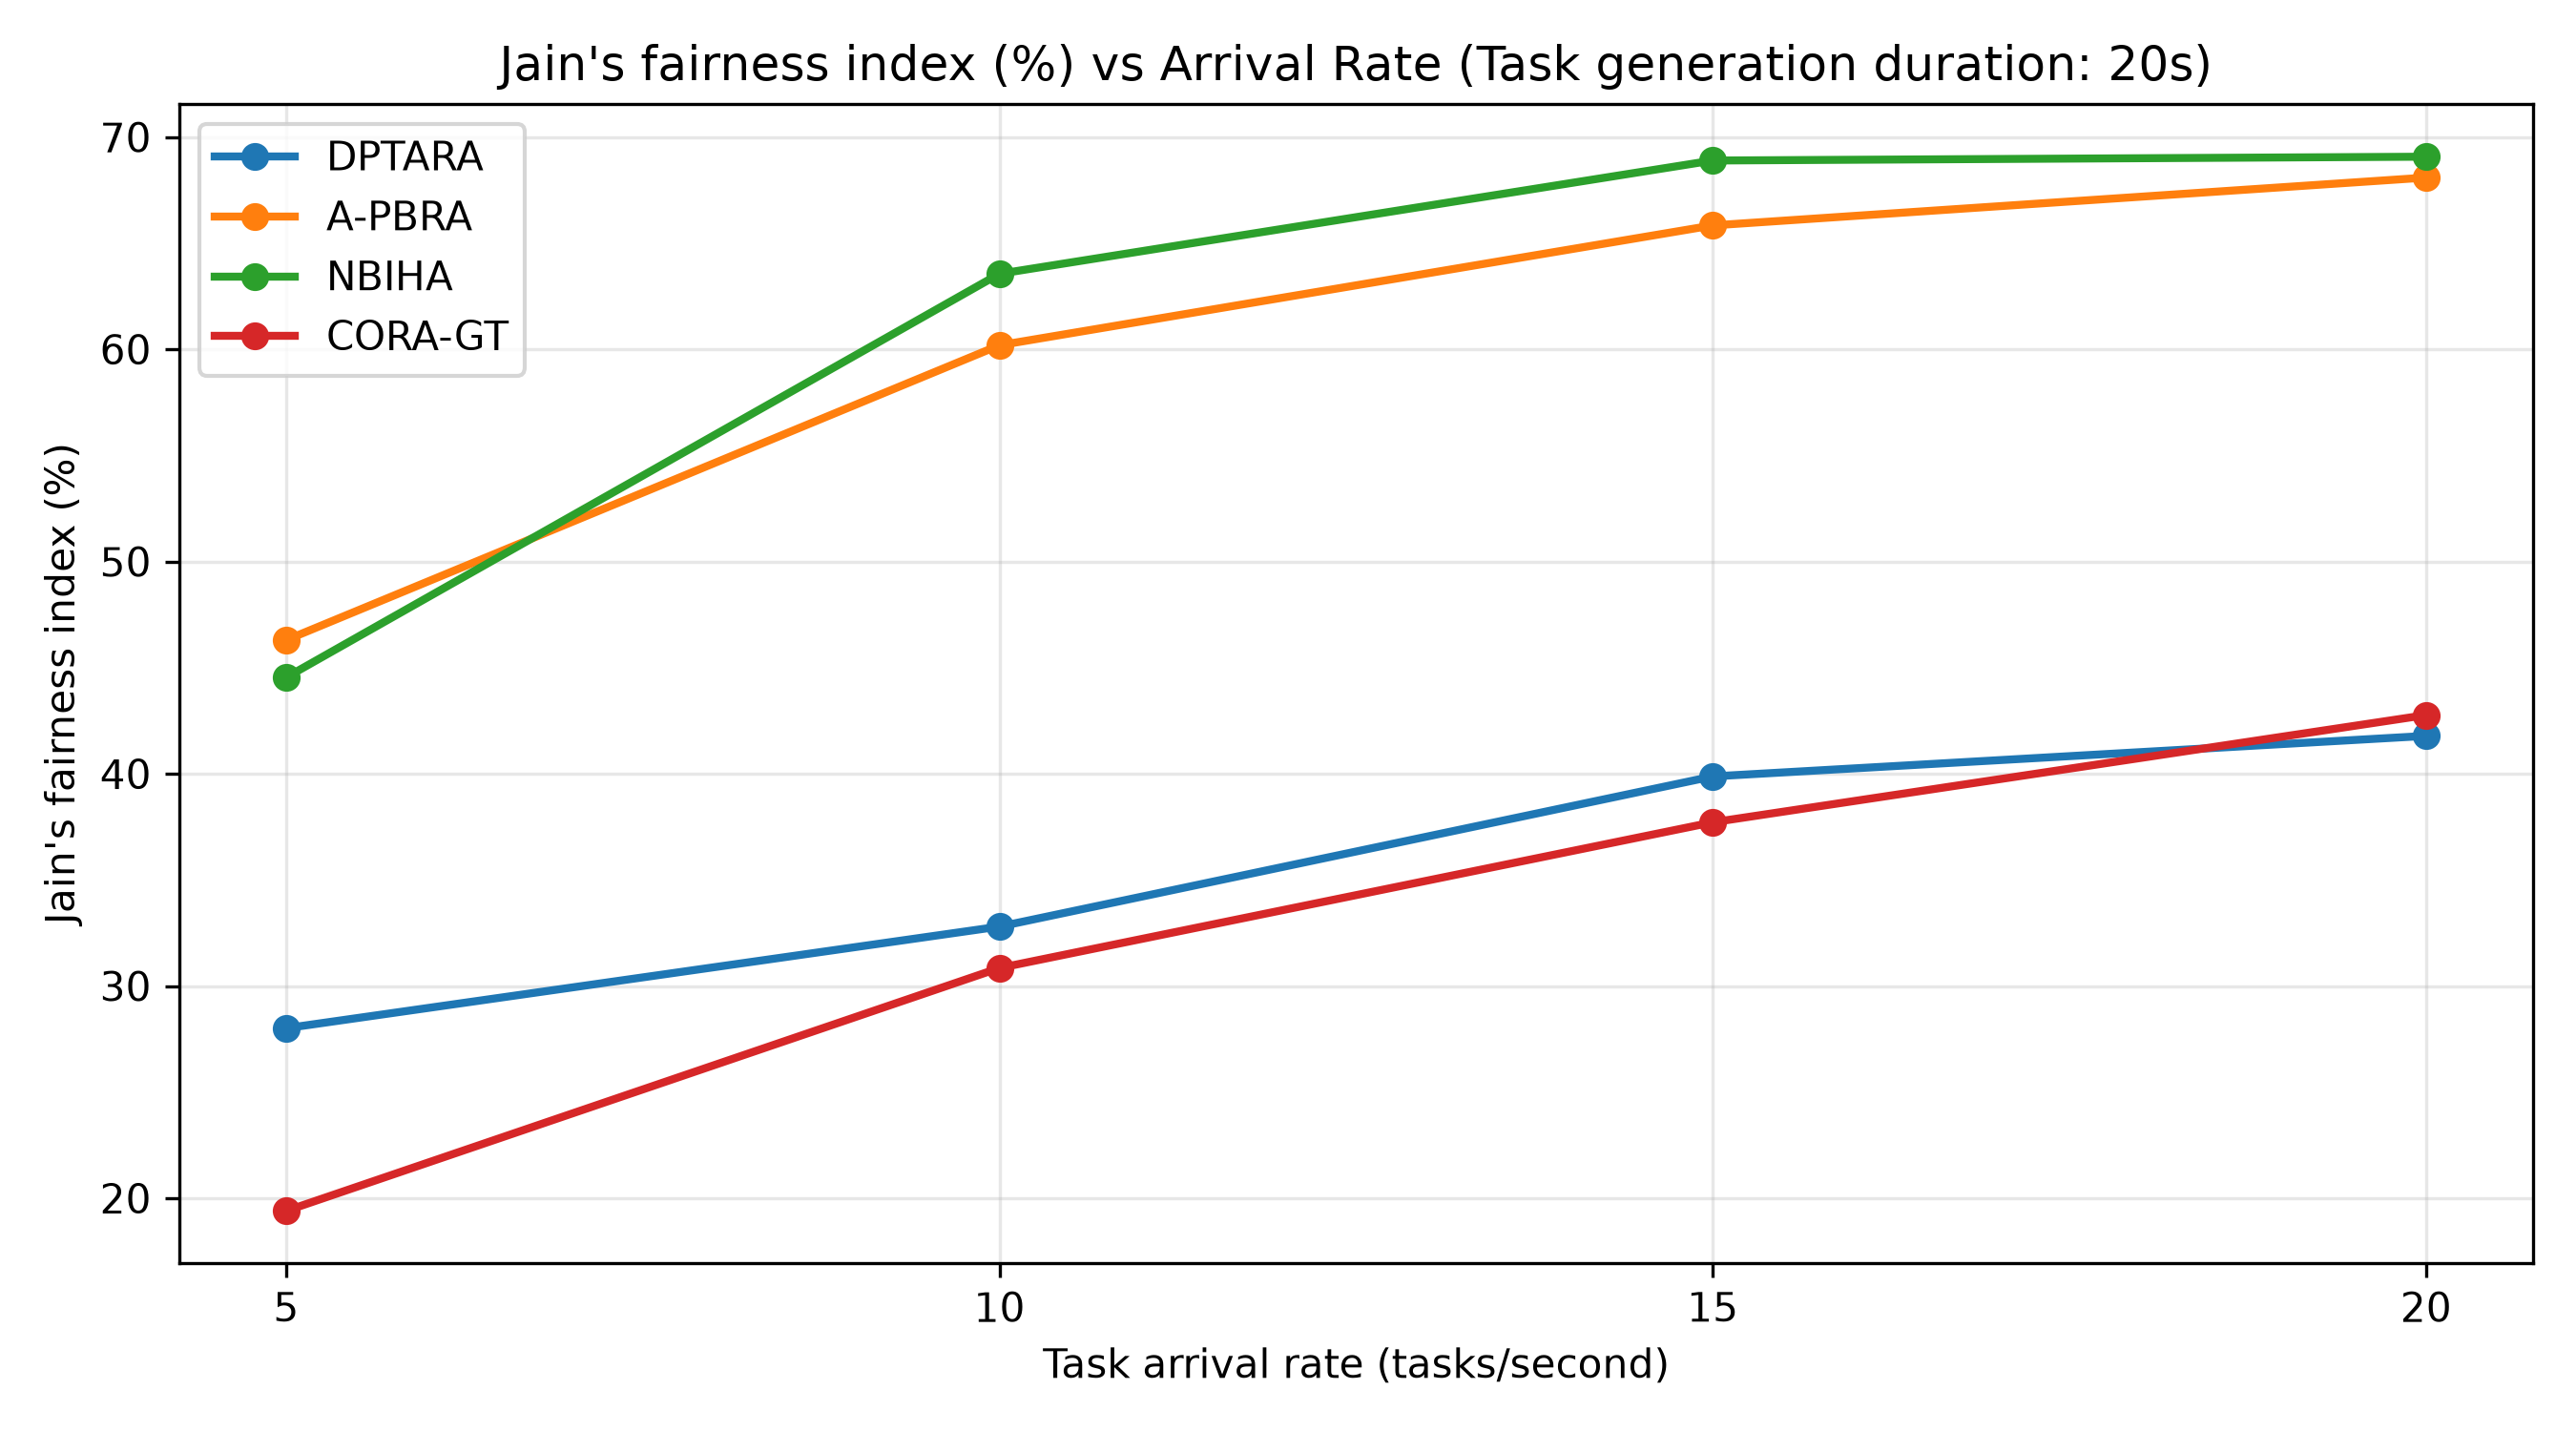 Jain's fairness index (%) vs Arrival Rate (Task generation duration: 20s)
DPTARA
A-PBRA
NBIHA
CORA-GT
Jain's fairness index (%)
70
60
50
40
30
20
5 10 15 20
Task arrival rate (tasks/second)